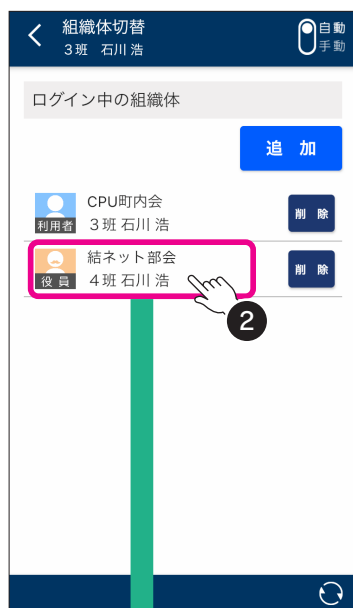 組織体切替
3班 石川 浩
自動
手動
ログイン中の組織体
追 加
CPU町内会
利用者
3班 石川 浩
削 除
結ネット部会
役 員
4班 石川 浩
削 除
2